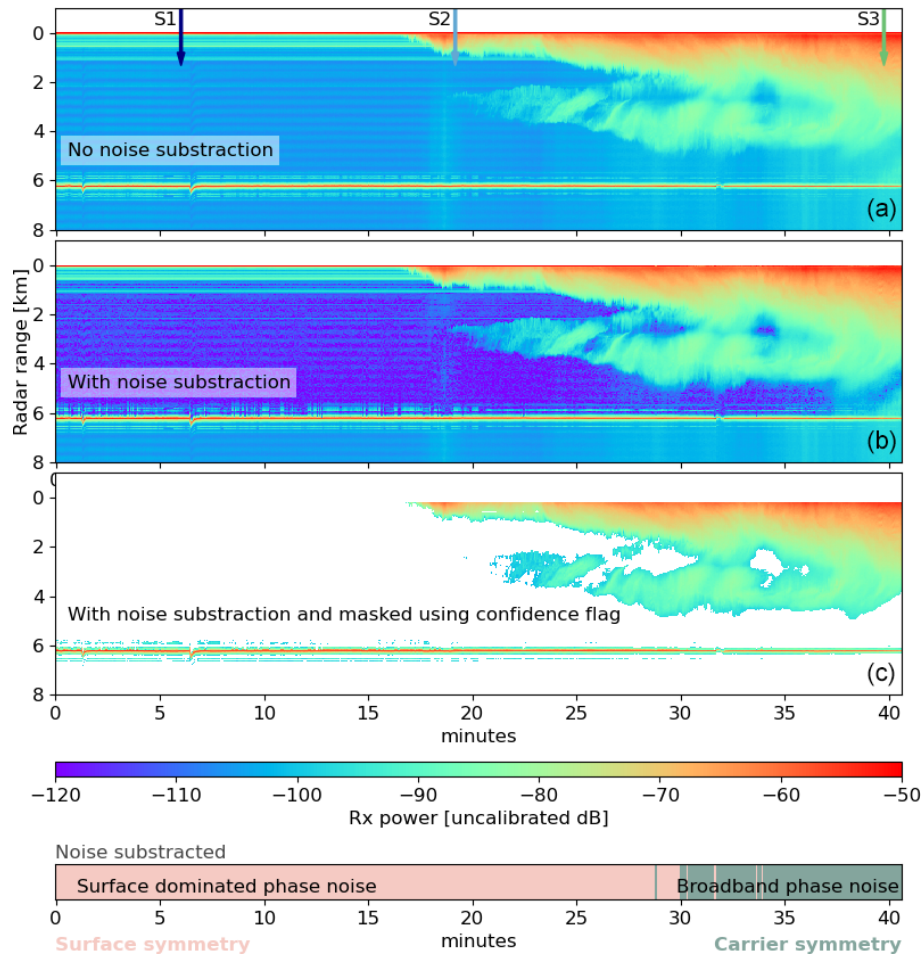 S1 S2 S3
0
2
4
6
8
No noise substraction
(a)
0
2
4
6
8
With noise substraction
(b)
Radar range [km]
0
0
2
4
6
8
With noise substraction and masked using confidence flag
(c)
0 5 10 15 20 25 30 35 40
minutes
−120 −110 −100 −90 −80 −70 −60 −50
Rx power [uncalibrated dB]
Noise substracted
Surface dominated phase noise Broadband phase noise
0 5 10 15 20 25 30 35 40
minutes
Surface symmetry Carrier symmetry